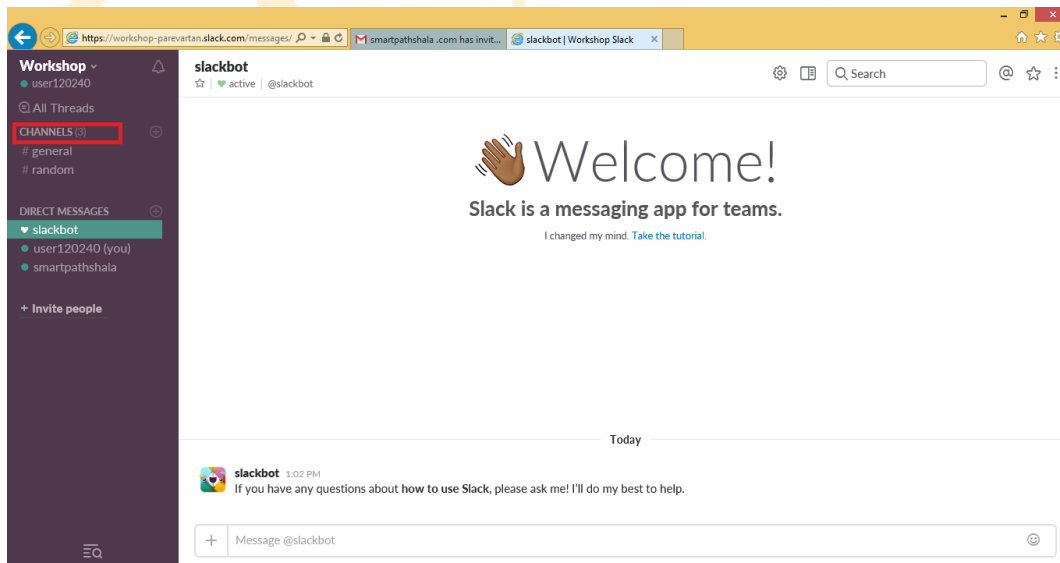 https://workshop-parevartan.slack.com/messages/
smartpathshala .com has invit...
slackbot | Workshop Slack
Workshop
user120240
All Threads
CHANNELS (3)
# general
# random
DIRECT MESSAGES
slackbot
user120240 (you)
smartpathshala
+ Invite people
slackbot
active | @slackbot
Search
Welcome!
Slack is a messaging app for teams.
I changed my mind. Take the tutorial.
Today
slackbot 1:02 PM
If you have any questions about how to use Slack, please ask me! I'll do my best to help.
Message @slackbot